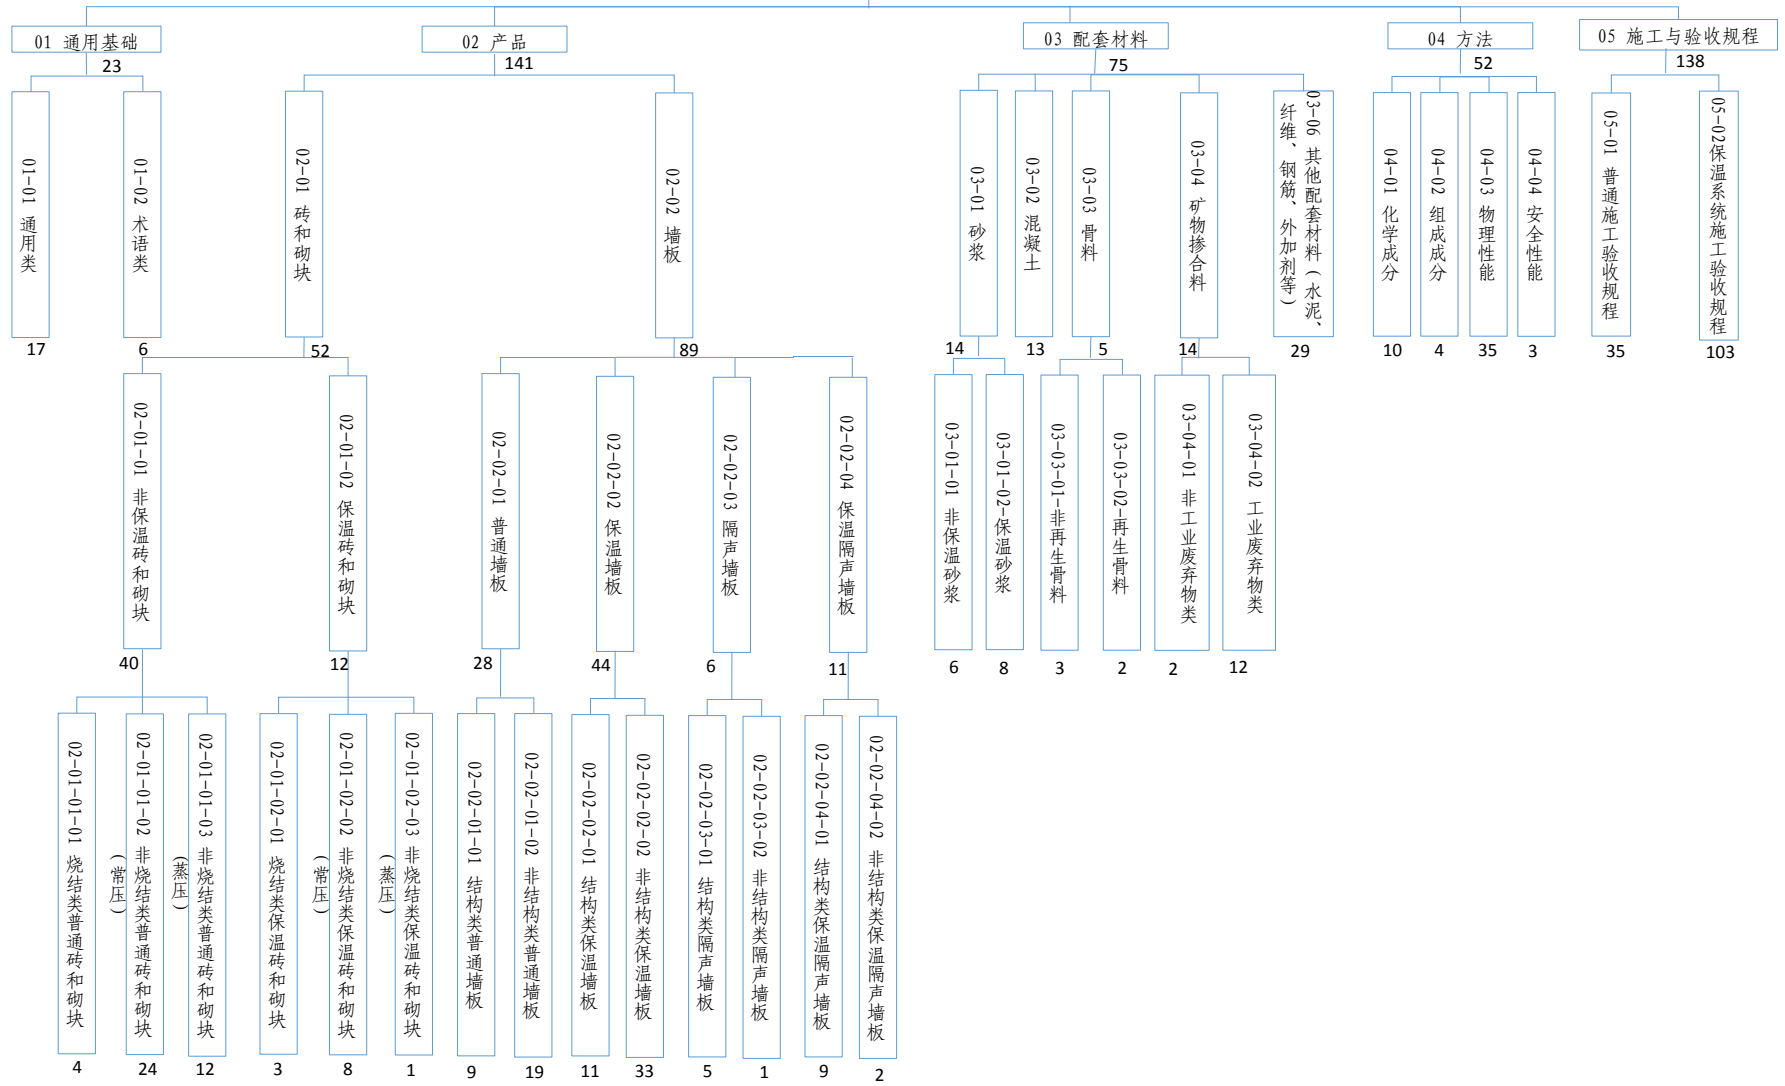 01 通用基础
02 产品
03 配套材料
04 方法
05 施工与验收规程
23
141
75
52
138
01-01 通用类
01-02 术语类
02-01 砖和砌块
02-02 墙板
03-01 砂浆
03-02 混凝土
03-03 骨料
03-04 矿物掺合料
03-06 其他配套材料(水泥、
纤维、钢筋、外加剂等)
04-01 化学成分
04-02 组成成分
04-03 物理性能
04-04 安全性能
05-01 普通施工验收规程
05-02保温系统施工验收规程
17
6
52
89
14
13
5
14
29
10
4
35
3
35
103
02-01-01 非保温砖和砌块
02-01-02 保温砖和砌块
02-02-01 普通墙板
02-02-02 保温墙板
02-02-03 隔声墙板
02-02-04 保温隔声墙板
03-01-01 非保温砂浆
03-01-02-保温砂浆
03-03-01-非再生骨料
03-03-02-再生骨料
03-04-01 非工业废弃物类
03-04-02 工业废弃物类
40
12
28
44
6
11
6
8
3
2
2
12
02-01-01-01 烧结类普通砖和砌块
02-01-01-02 非烧结类普通砖和砌块
(常压)
02-01-01-03 非烧结类普通砖和砌块
(蒸压)
02-01-02-01 烧结类保温砖和砌块
02-01-02-02 非烧结类保温砖和砌块
(常压)
02-01-02-03 非烧结类保温砖和砌块
(蒸压)
02-02-01-01 结构类普通墙板
02-02-01-02 非结构类普通墙板
02-02-02-01 结构类保温墙板
02-02-02-02 非结构类保温墙板
02-02-03-01 结构类隔声墙板
02-02-03-02 非结构类隔声墙板
02-02-04-01 结构类保温隔声墙板
02-02-04-02 非结构类保温隔声墙板
4
24
12
3
8
1
9
19
11
33
5
1
9
2